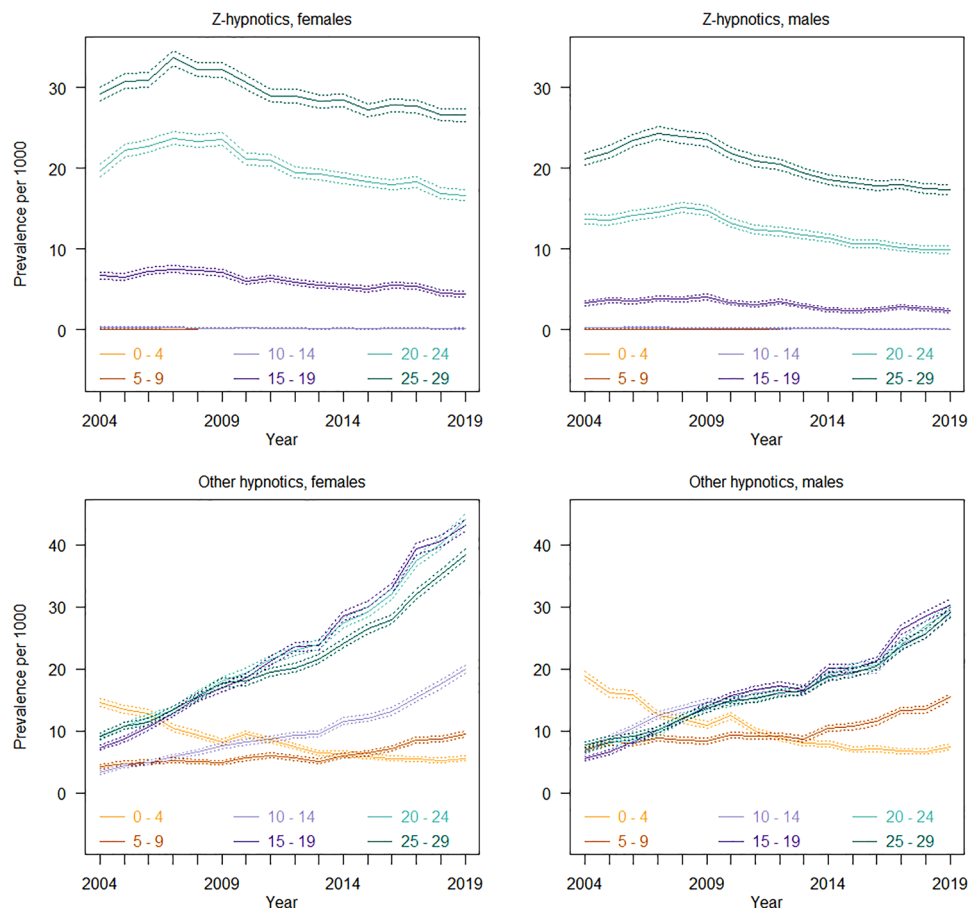 Z-hypnotics, females
Prevalence per 1000
30
20
10
0
0 - 4 10 - 14 20 - 24
5 - 9 15 - 19 25 - 29
2004 2009 2014 2019
Year
Z-hypnotics, males
30
20
10
0
0 - 4 10 - 14 20 - 24
5 - 9 15 - 19 25 - 29
2004 2009 2014 2019
Year
Other hypnotics, females
Prevalence per 1000
40
30
20
10
0
0 - 4 10 - 14 20 - 24
5 - 9 15 - 19 25 - 29
2004 2009 2014 2019
Year
Other hypnotics, males
40
30
20
10
0
0 - 4 10 - 14 20 - 24
5 - 9 15 - 19 25 - 29
2004 2009 2014 2019
Year